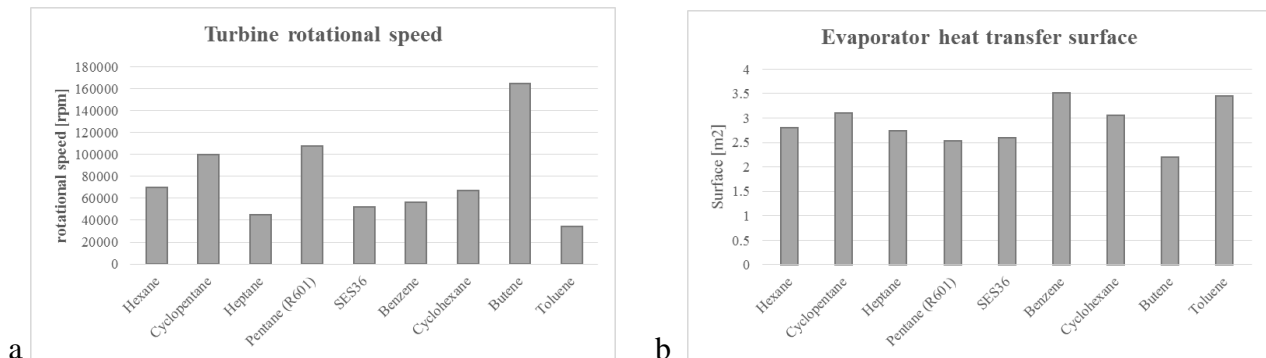 Turbine rotational speed
rotational speed [rpm]
180000
160000
140000
120000
100000
80000
60000
40000
20000
0
Hexane
Cyclopentane
Heptane
Pentane (R601)
SES36
Benzene
Cyclohexane
Butene
Toluene
a
Evaporator heat transfer surface
Surface [m2]
4
3.5
3
2.5
2
1.5
1
0.5
0
Hexane
Cyclopentane
Heptane
Pentane (R601)
SES36
Benzene
Cyclohexane
Butene
Toluene
b